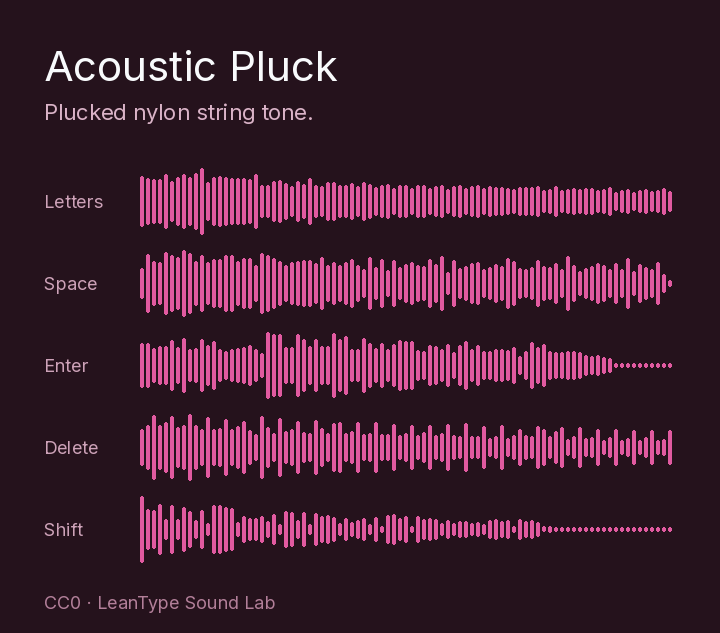 Acoustic Pluck
Plucked nylon string tone.
Letters
Space
Enter
Delete
Shift
CC0 · LeanType Sound Lab